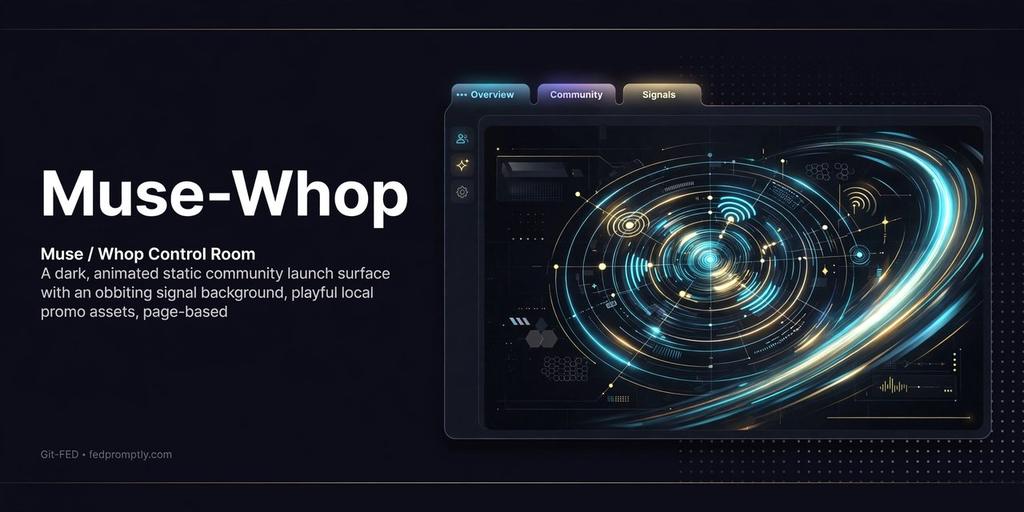 Muse-Whop
Muse / Whop Control Room
A dark, animated static community launch surface
with an obbiting signal background, playful local
promo assets, page-based
Git-FED • fedpromptly.com
Overview
Community
Signals